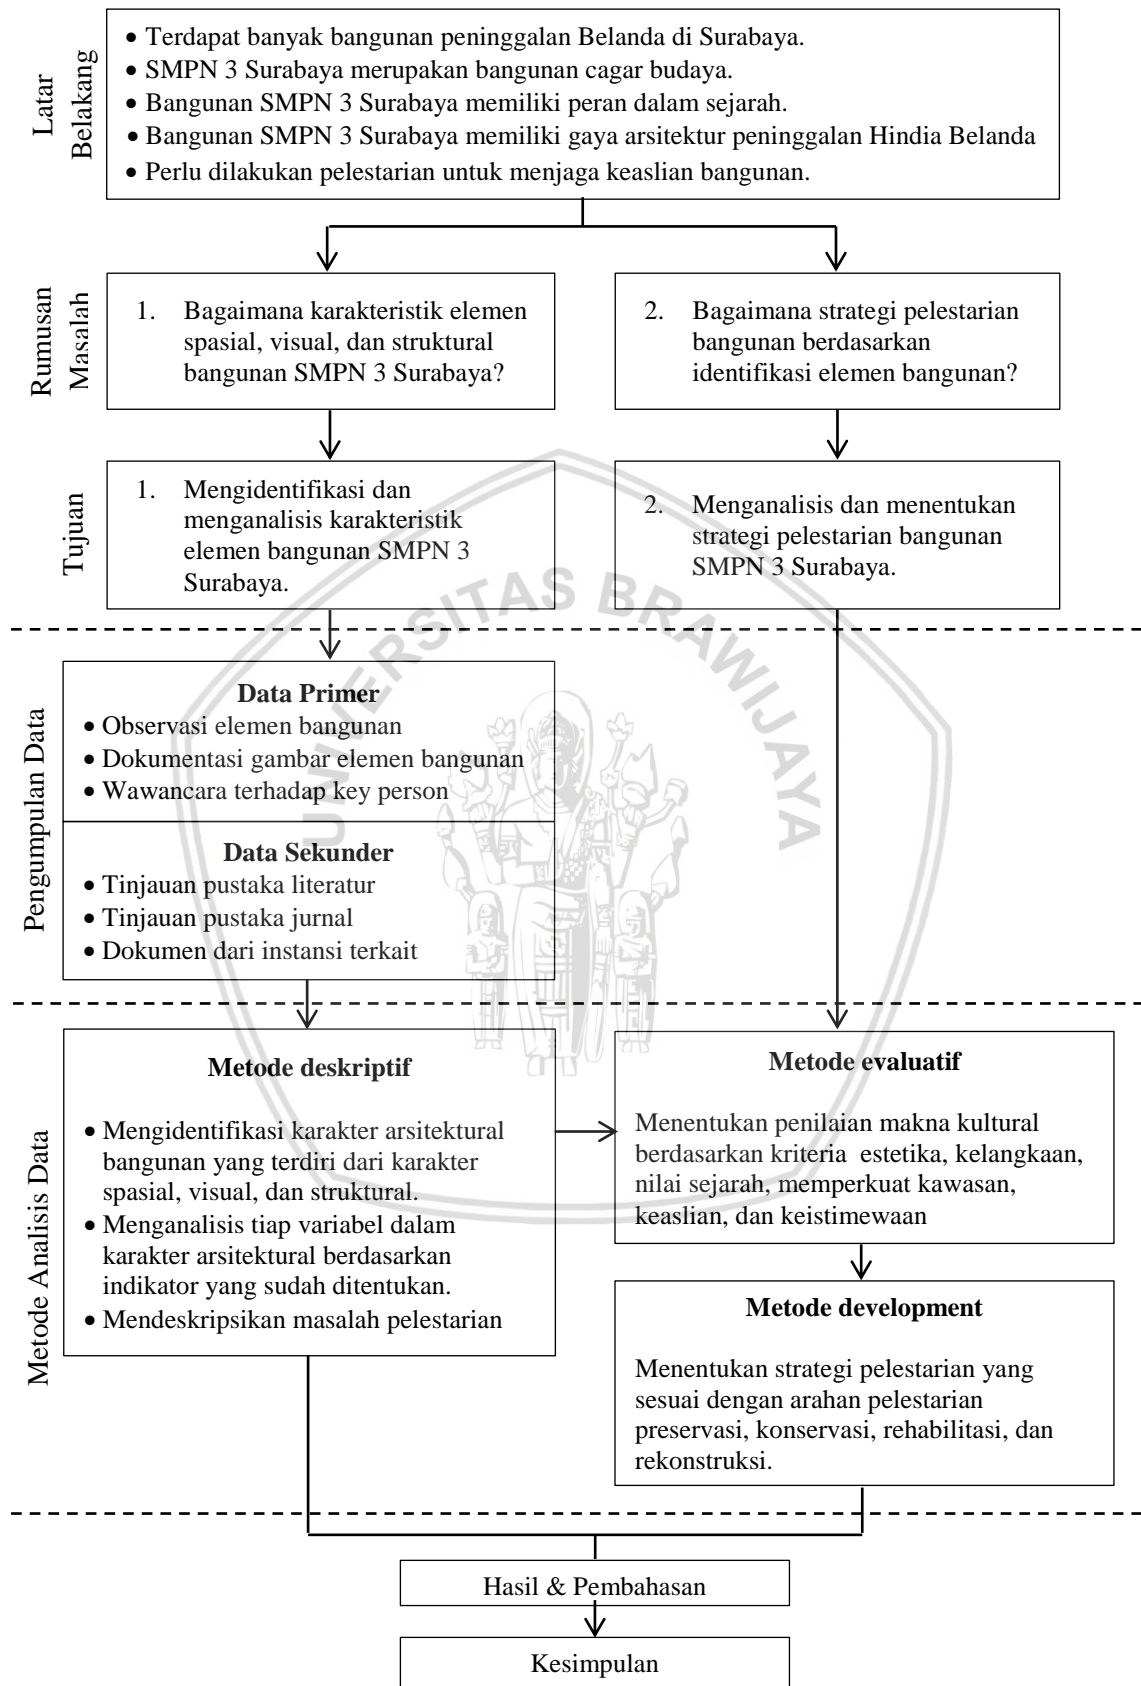 Latar
Belakang
• Terdapat banyak bangunan peninggalan Belanda di Surabaya.
• SMPN 3 Surabaya merupakan bangunan cagar budaya.
• Bangunan SMPN 3 Surabaya memiliki peran dalam sejarah.
• Bangunan SMPN 3 Surabaya memiliki gaya arsitektur peninggalan Hindia Belanda
• Perlu dilakukan pelestarian untuk menjaga keaslian bangunan.
Rumusan
Masalah
1. Bagaimana karakteristik elemen
spasial, visual, dan struktural
bangunan SMPN 3 Surabaya?
2. Bagaimana strategi pelestarian
bangunan berdasarkan
identifikasi elemen bangunan?
Tujuan
1. Mengidentifikasi dan
menganalisis karakteristik
elemen bangunan SMPN 3
Surabaya.
2. Menganalisis dan menentukan
strategi pelestarian bangunan
SMPN 3 Surabaya.
UNIVERSITAS BRAWIJAYA
Pengumpulan Data
Data Primer
• Observasi elemen bangunan
• Dokumentasi gambar elemen bangunan
• Wawancara terhadap key person
Data Sekunder
• Tinjauan pustaka literatur
• Tinjauan pustaka jurnal
• Dokumen dari instansi terkait
Metode Analisis Data
Metode deskriptif
• Mengidentifikasi karakter arsitektural
bangunan yang terdiri dari karakter
spasial, visual, dan struktural.
• Menganalisis tiap variabel dalam
karakter arsitektural berdasarkan
indikator yang sudah ditentukan.
• Mendeskripsikan masalah pelestarian
Metode evaluatif
Menentukan penilaian makna kultural
berdasarkan kriteria estetika, kelangkaan,
nilai sejarah, memperkuat kawasan,
keaslian, dan keistimewaan
Metode development
Menentukan strategi pelestarian yang
sesuai dengan arahan pelestarian
preservasi, konservasi, rehabilitasi, dan
rekonstruksi.
Hasil & Pembahasan
Kesimpulan